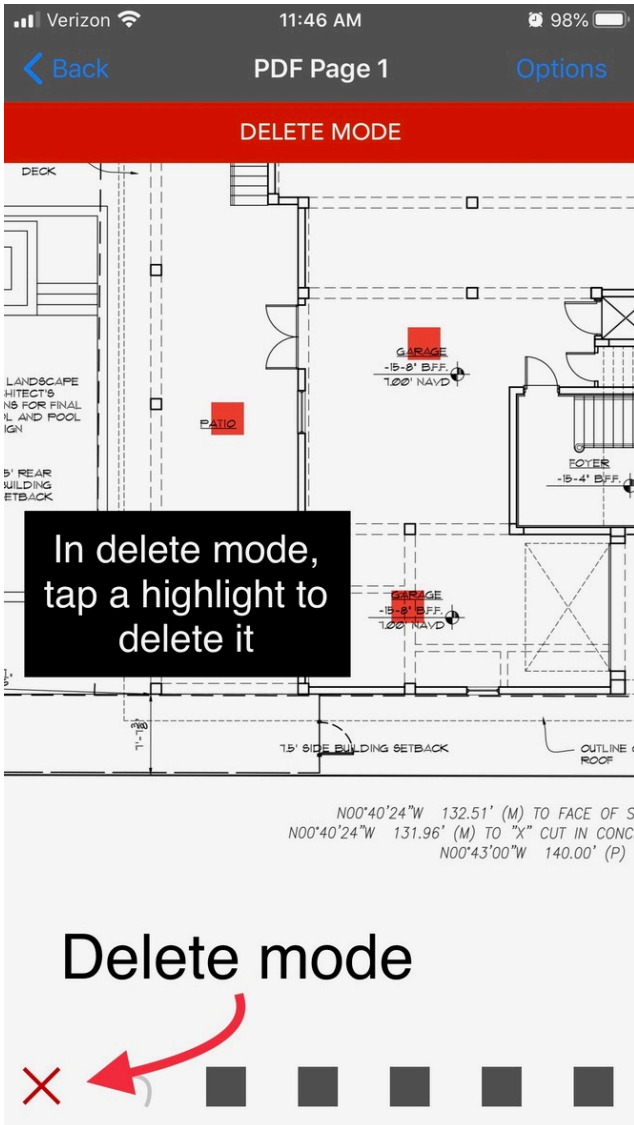 Verizon 11:46 AM 98%
Back PDF Page 1 Options
DELETE MODE
DECK
GARAGE
-15-8" B.F.F.
7.00' NAVD
LANDSCAPE
HITECT'S
NS FOR FINAL
L AND POOL
IGN
PATIO
FOYER
-15-4" B.F.F.
5' REAR
BUILDING
ETBACK
In delete mode,
tap a highlight to
delete it
GARAGE
-15-8" B.F.F.
7.00' NAVD
7.5' SIDE BUILDING SETBACK
OUTLINE
ROOF
N00°40'24"W 132.51' (M) TO FACE OF S
N00°40'24"W 131.96' (M) TO "X" CUT IN CONC
N00°43'00"W 140.00' (P)
Delete mode